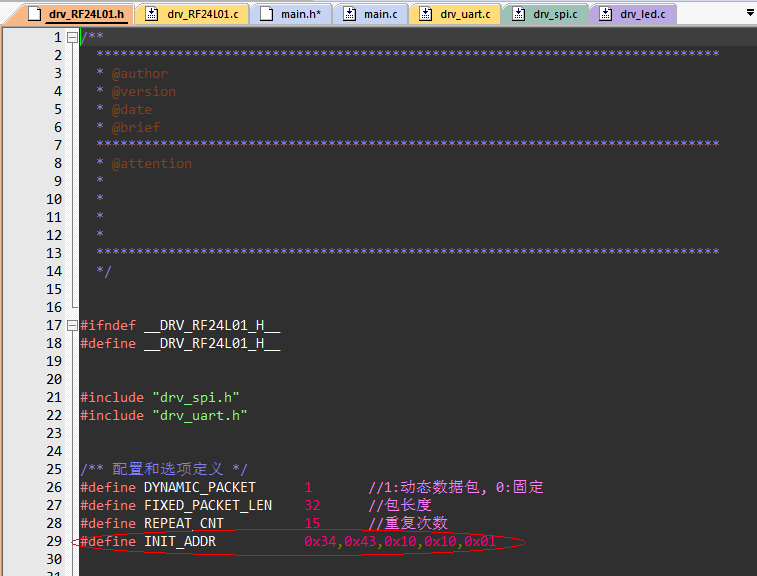 drv_RF24L01.h drv_RF24L01.c main.h* main.c drv_uart.c drv_spi.c drv_led.c
1 /**
2 ******************************************************************************
3 * @author
4 * @version
5 * @date
6 * @brief
7 ******************************************************************************
8 * @attention
9 *
10 *
11 *
12 *
13 ******************************************************************************
14 */
15
16
17 #ifndef __DRV_RF24L01_H__
18 #define __DRV_RF24L01_H__
19
20
21 #include "drv_spi.h"
22 #include "drv_uart.h"
23
24
25 /** 配置和选项定义 */
26 #define DYNAMIC_PACKET 1 //1:动态数据包, 0:固定
27 #define FIXED_PACKET_LEN 32 //包长度
28 #define REPEAT_CNT 15 //重复次数
29 #define INIT_ADDR 0x34,0x43,0x10,0x10,0x01
30